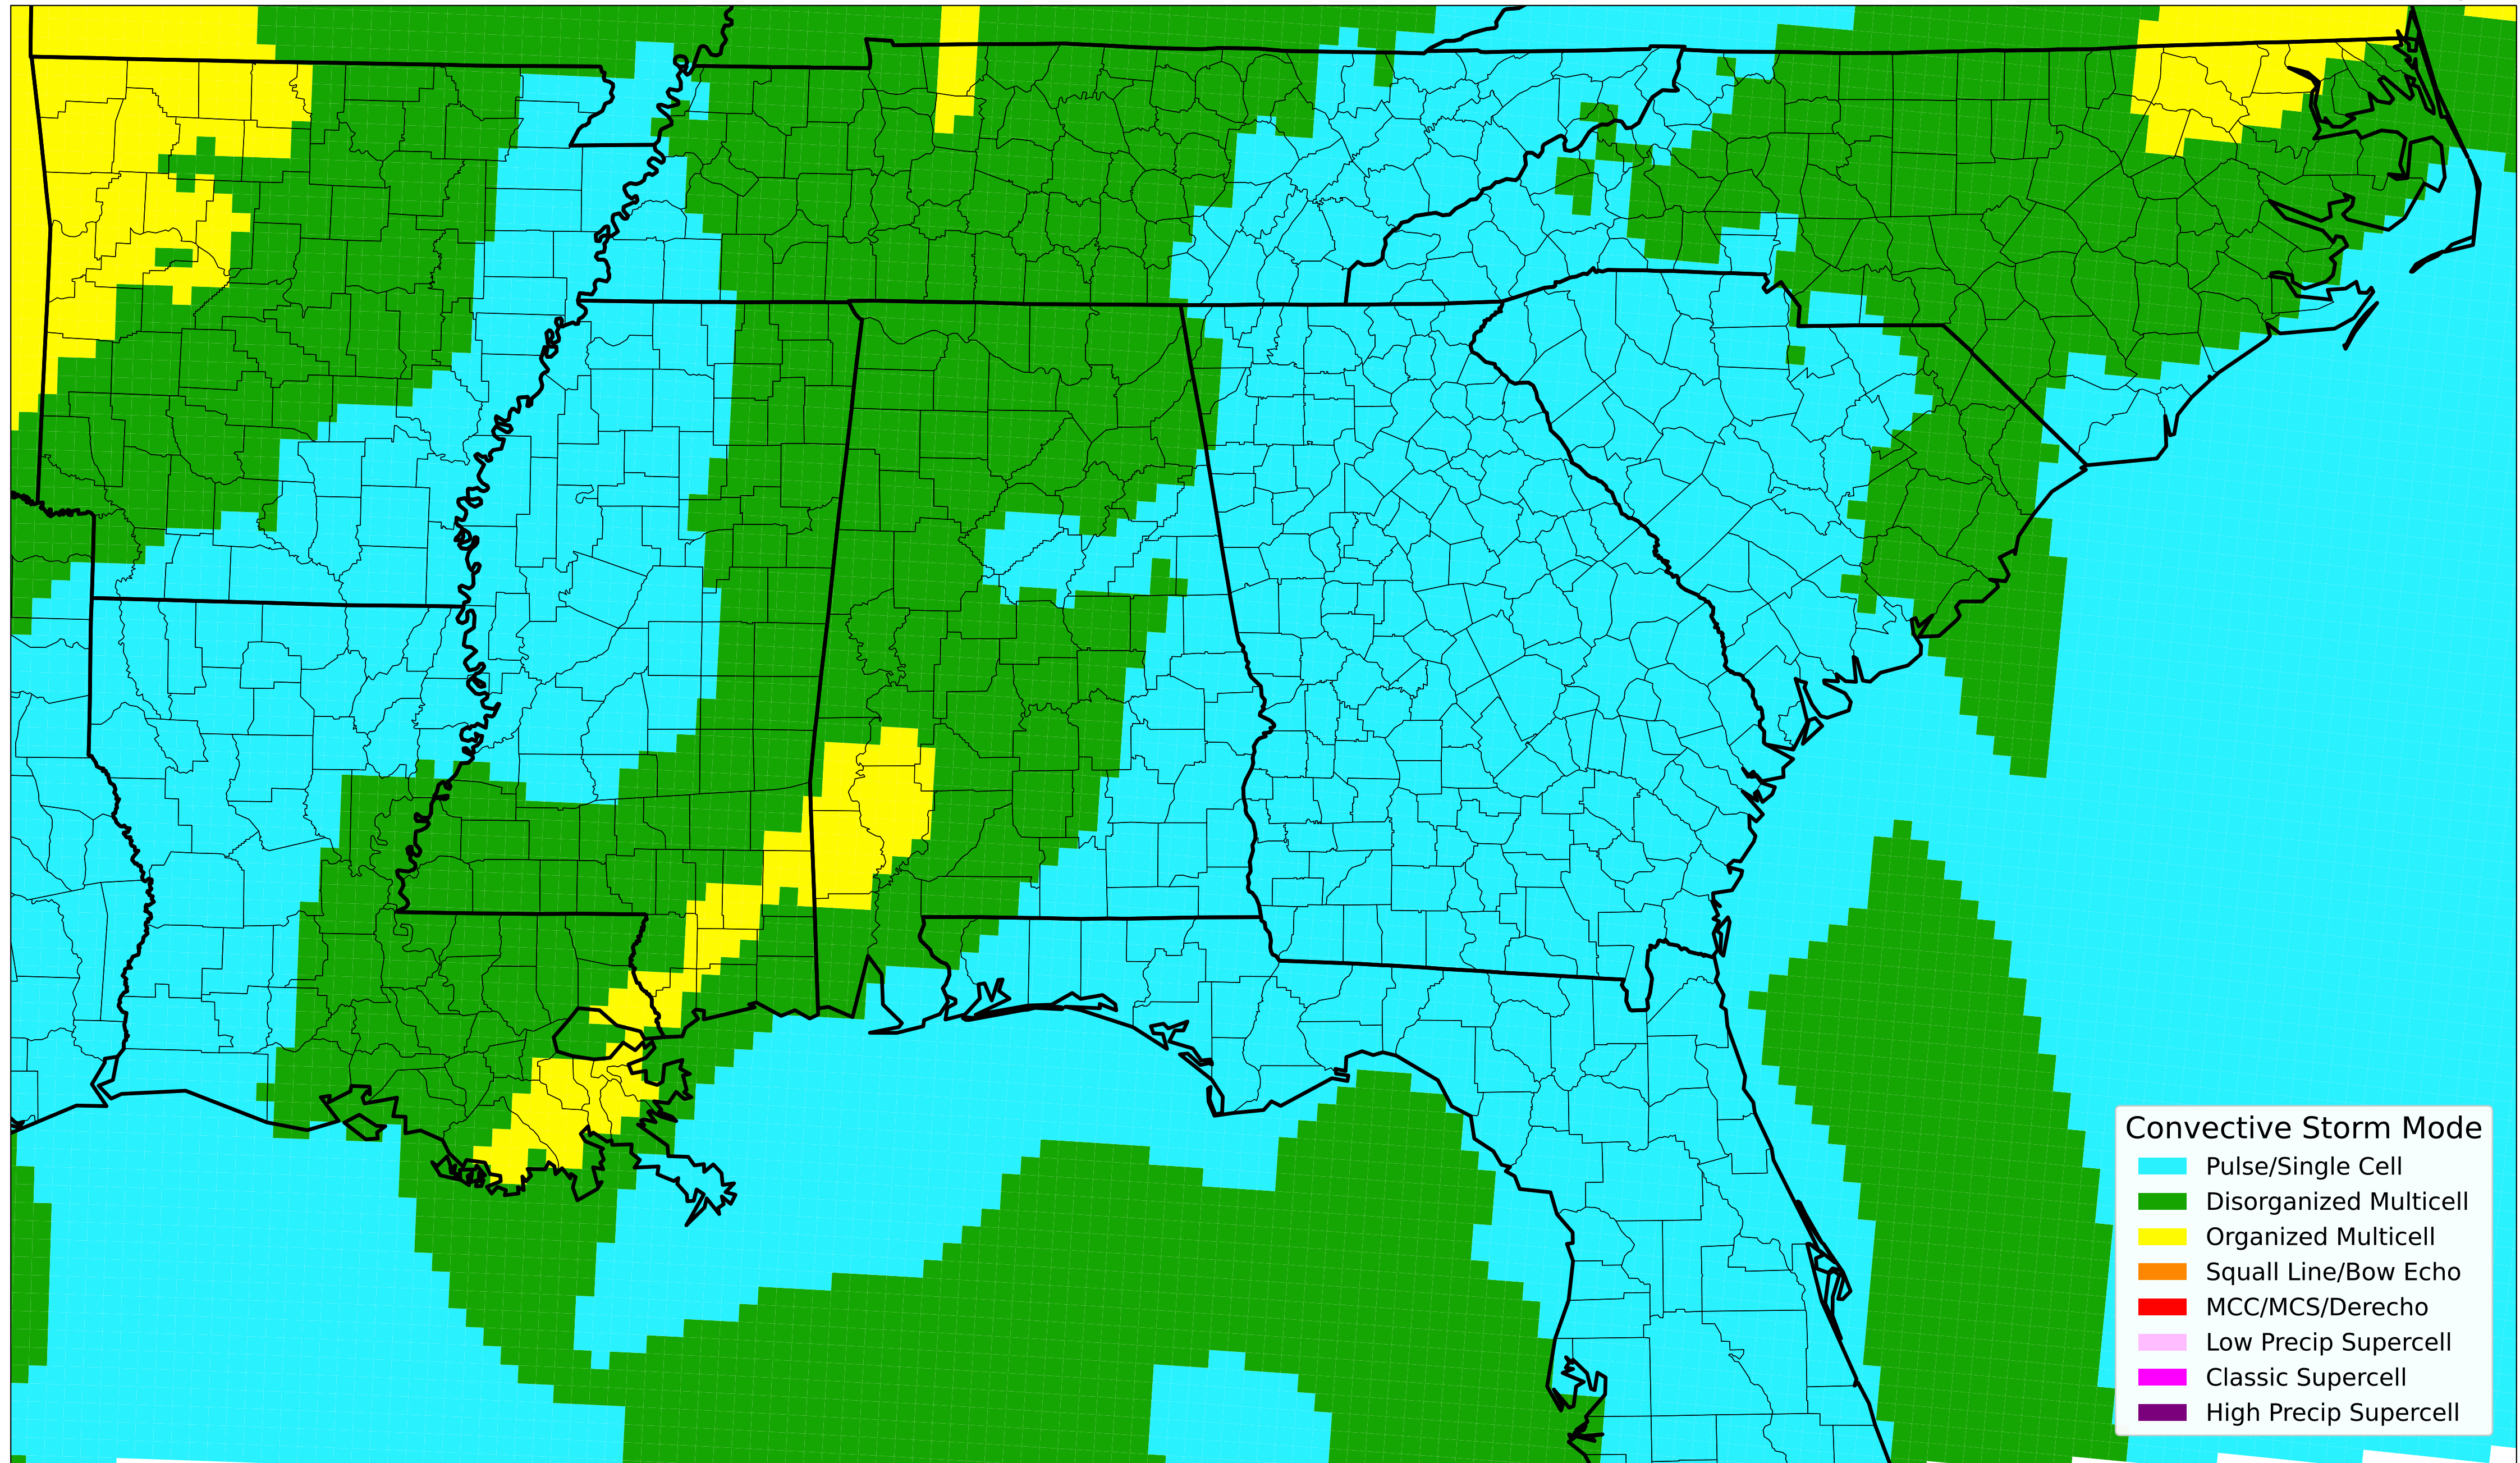 Convective Storm Mode
Pulse/Single Cell
Disorganized Multicell
Organized Multicell
Squall Line/Bow Echo
MCC/MCS/Derecho
Low Precip Supercell
Classic Supercell
High Precip Supercell